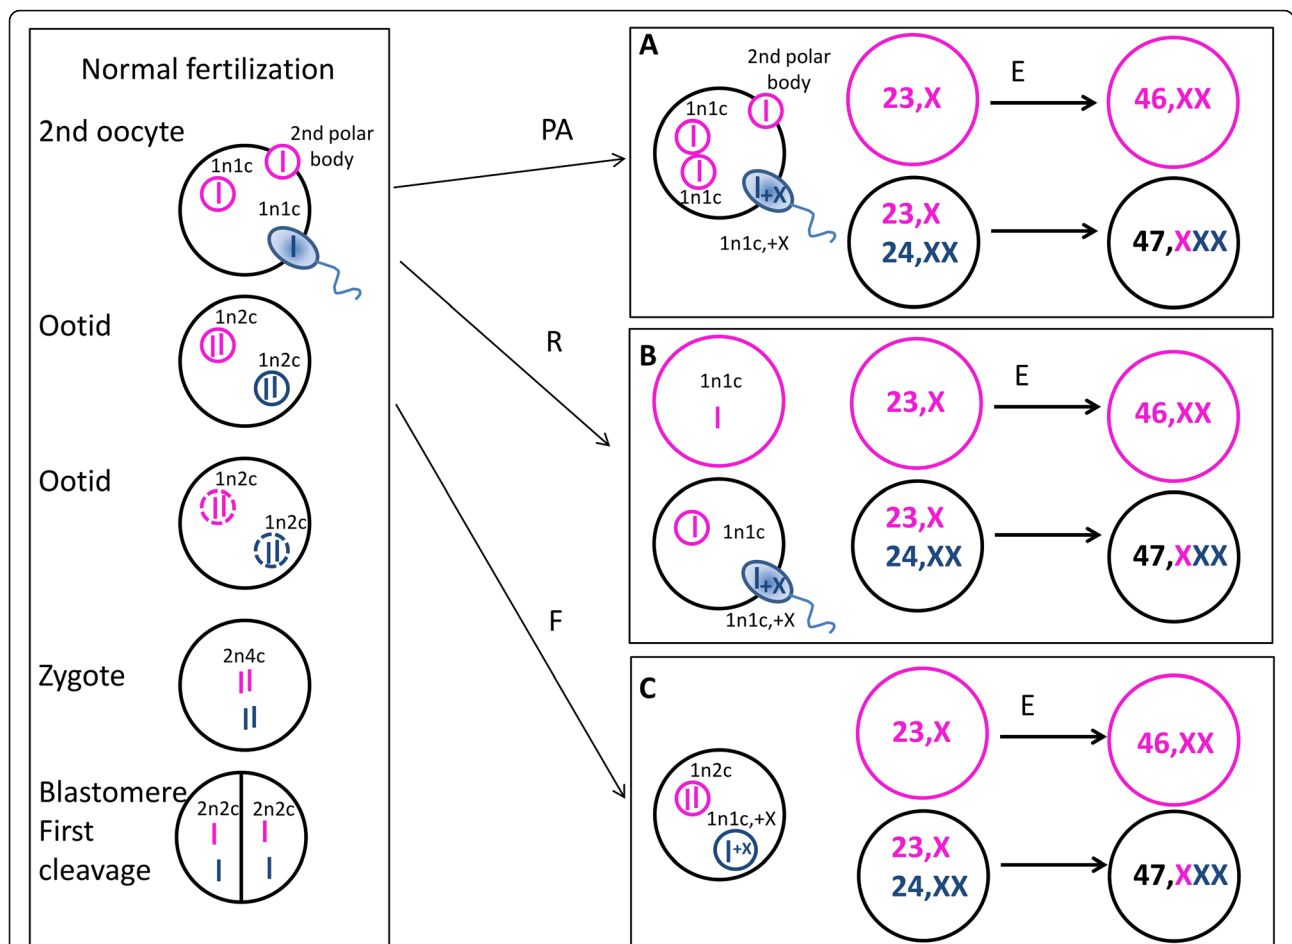 Normal fertilization
2nd oocyte
2nd polar
body
1n1c
1n1c
Ootid
1n2c
1n2c
Ootid
1n2c
1n2c
Zygote
2n4c
Blastomere
First
cleavage
2n2c
2n2c
PA
R
F
A
2nd polar
body
1n1c
1n1c
+X
1n1c,+X
23,X
E
46,XX
23,X
24,XX
47,XXX
B
1n1c
1n1c
+X
1n1c,+X
23,X
E
46,XX
23,X
24,XX
47,XXX
C
1n2c
1n1c,+X
+X
23,X
E
46,XX
23,X
24,XX
47,XXX